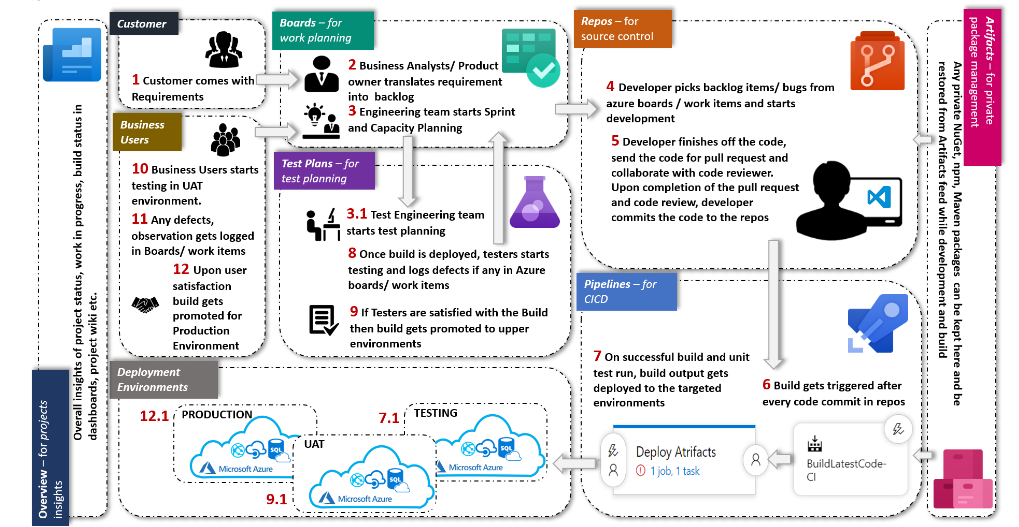 Customer
1 Customer comes with
Requirements
Boards – for
work planning
2 Business Analysts/ Product
owner translates requirement
into backlog
3 Engineering team starts Sprint
and Capacity Planning
Repos – for
source control
4 Developer picks backlog items/ bugs from
azure boards / work items and starts
development
5 Developer finishes off the code,
send the code for pull request and
collaborate with code reviewer.
Upon completion of the pull request
and code review, developer
commits the code to the repos
Artifacts – for private
package management
Any private NuGet, npm, Maven packages can be kept here and be
restored from Artifacts feed while development and build
Business
Users
10 Business Users starts
testing in UAT
environment.
11 Any defects,
observation gets logged
in Boards/ work items
12 Upon user
satisfaction
build gets
promoted for
Production
Environment
Test Plans – for
test planning
3.1 Test Engineering team
starts test planning
8 Once build is deployed, testers starts
testing and logs defects if any in Azure
boards/ work items
9 If Testers are satisfied with the Build
then build gets promoted to upper
environments
Pipelines – for
CICD
7 On successful build and unit
test run, build output gets
deployed to the targeted
environments
6 Build gets triggered after
every code commit in repos
Deploy Atrifacts
1 job, 1 task
BuildLatestCode-
CI
Deployment
Environments
12.1
PRODUCTION
SQL
Microsoft Azure
7.1
TESTING
SQL
Microsoft Azure
9.1
UAT
SQL
Microsoft Azure
Overview – for projects
insights
Overall insights of project status, work in progress, build status in
dashboards, project wiki etc.